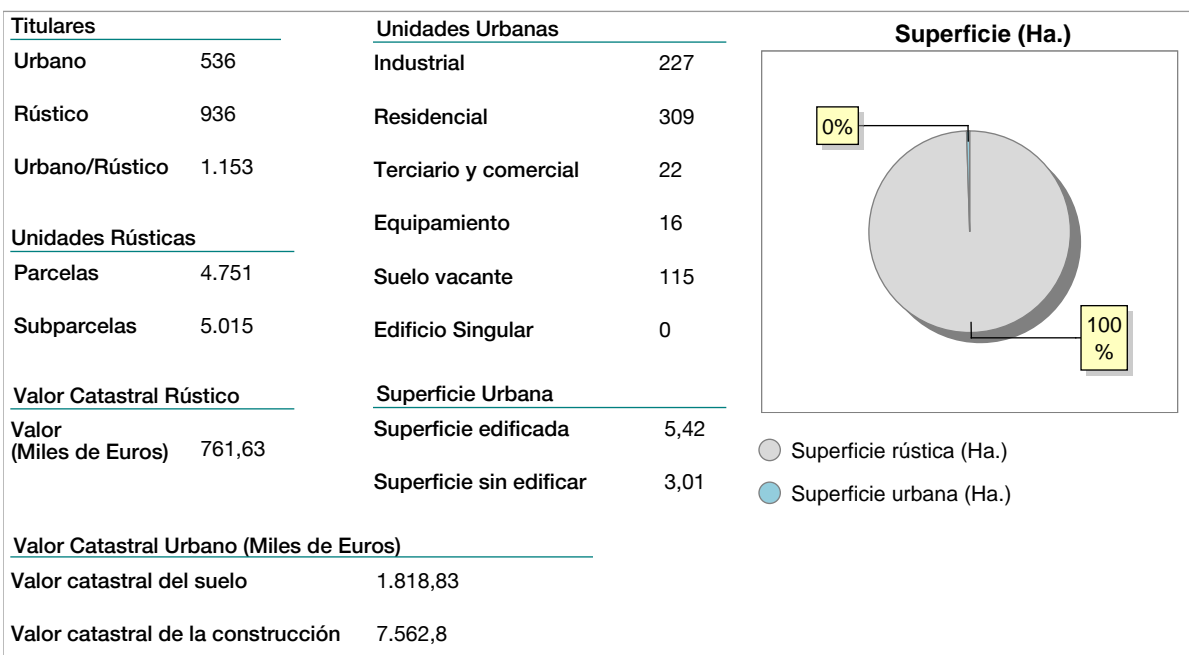 Titulares
Urbano 536
Rústico 936
Urbano/Rústico 1.153
Unidades Rústicas
Parcelas 4.751
Subparcelas 5.015
Valor Catastral Rústico
Valor
(Miles de Euros) 761,63
Unidades Urbanas
Industrial 227
Residencial 309
Terciario y comercial 22
Equipamiento 16
Suelo vacante 115
Edificio Singular 0
Superficie Urbana
Superficie edificada 5,42
Superficie sin edificar 3,01
Valor Catastral Urbano (Miles de Euros)
Valor catastral del suelo 1.818,83
Valor catastral de la construcción 7.562,8
Superficie (Ha.)
0%
100
%
Superficie rústica (Ha.)
Superficie urbana (Ha.)